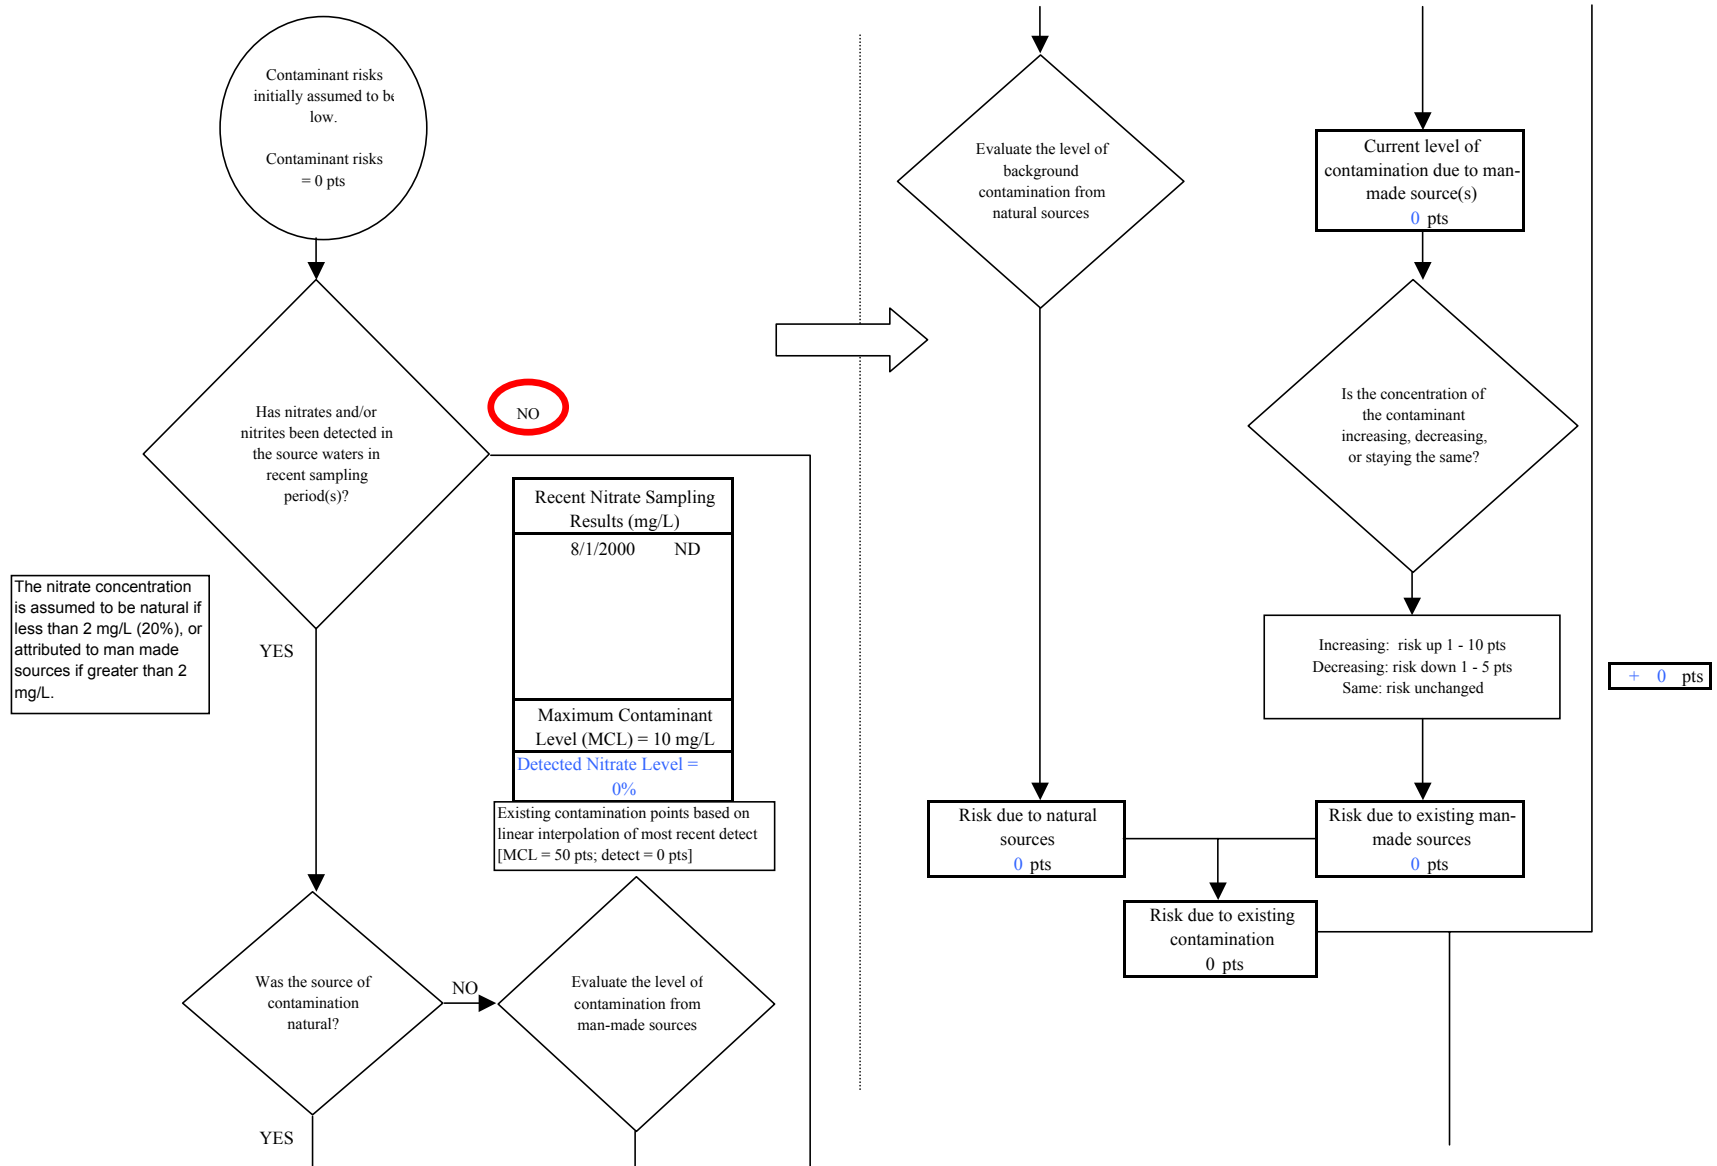 Contaminant risks
initially assumed to be
low.
Contaminant risks
= 0 pts
Has nitrates and/or
nitrites been detected in
the source waters in
recent sampling
period(s)?
NO
Recent Nitrate Sampling
Results (mg/L)
8/1/2000 ND
Maximum Contaminant
Level (MCL) = 10 mg/L
Detected Nitrate Level =
0%
Existing contamination points based on
linear interpolation of most recent detect
[MCL = 50 pts; detect = 0 pts]
The nitrate concentration
is assumed to be natural if
less than 2 mg/L (20%), or
attributed to man made
sources if greater than 2
mg/L.
YES
Was the source of
contamination
natural?
NO
Evaluate the level of
contamination from
man-made sources
YES
Evaluate the level of
background
contamination from
natural sources
Current level of
contamination due to man-
made source(s)
0 pts
Is the concentration of
the contaminant
increasing, decreasing,
or staying the same?
Increasing: risk up 1 - 10 pts
Decreasing: risk down 1 - 5 pts
Same: risk unchanged
+ 0 pts
Risk due to natural
sources
0 pts
Risk due to existing man-
made sources
0 pts
Risk due to existing
contamination
0 pts